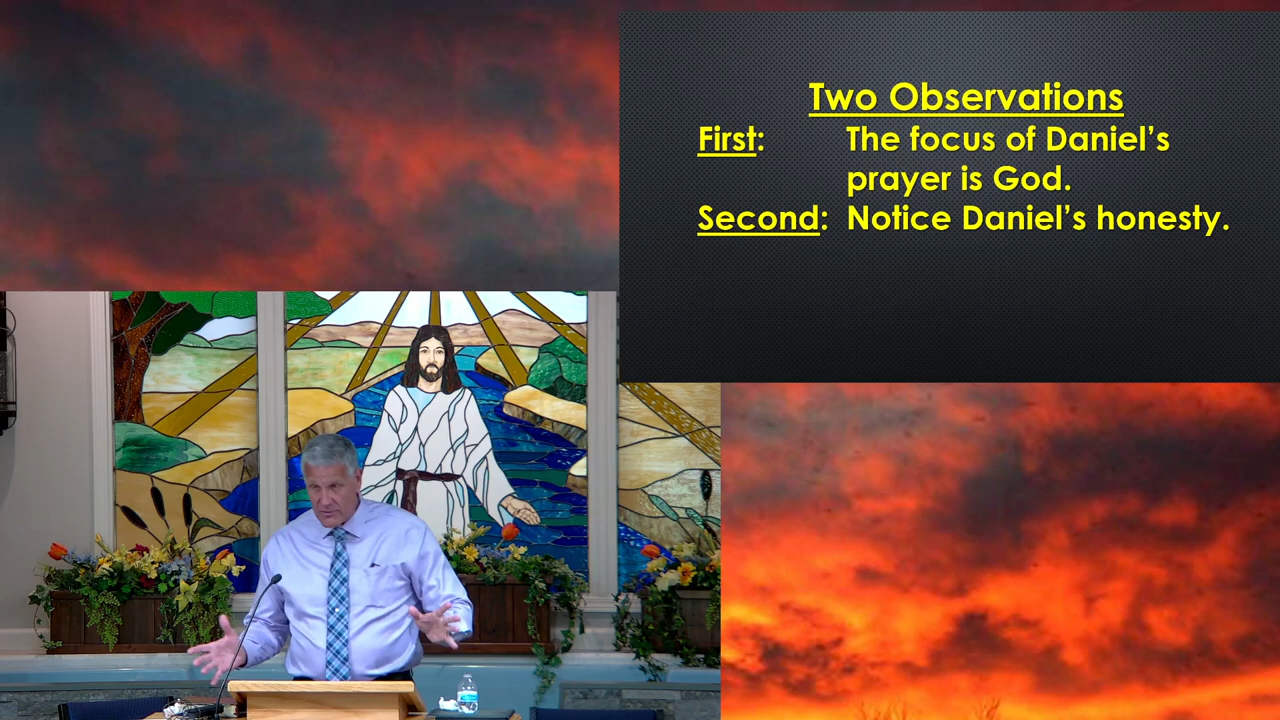 Two Observations
First: The focus of Daniel's
prayer is God.
Second: Notice Daniel's honesty.